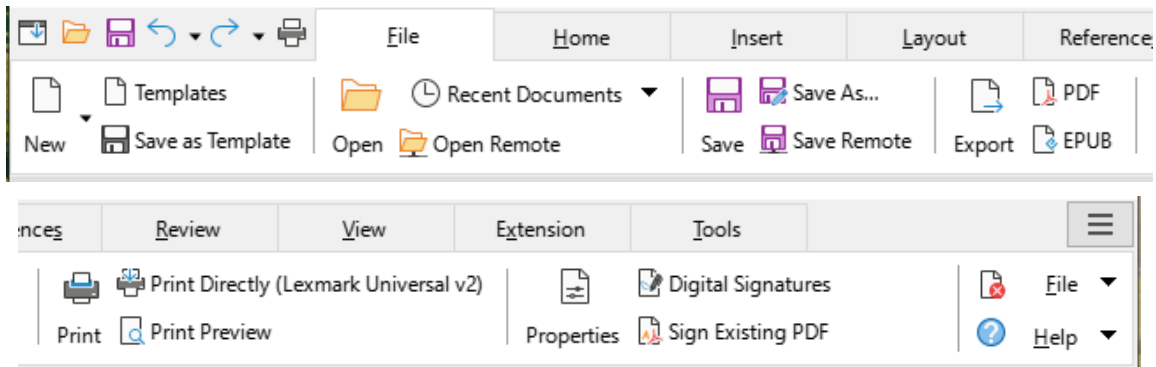 File Home Insert Layout Reference
Templates Recent Documents Save As... PDF
New Save as Template Open Open Remote Save Save Remote Export EPUB
ences Review View Extension Tools
Print Directly (Lexmark Universal v2) Digital Signatures File
Print Print Preview Properties Sign Existing PDF Help